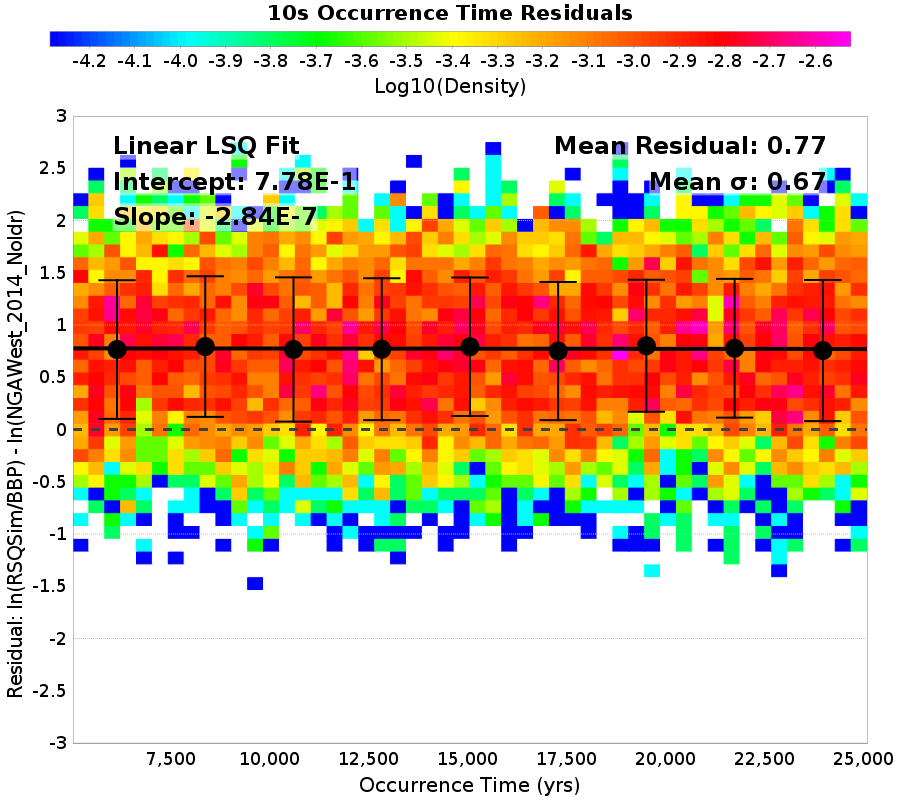 10s Occurrence Time Residuals
-4.2 -4.1 -4.0 -3.9 -3.8 -3.7 -3.6 -3.5 -3.4 -3.3 -3.2 -3.1 -3.0 -2.9 -2.8 -2.7 -2.6
Log10(Density)
Linear LSQ Fit
Intercept: 7.78E-1
Slope: -2.84E-7
Mean Residual: 0.77
Mean σ: 0.67
Residual: ln(RSQSim/BBP) - ln(NGAWest_2014_NoIdr)
3
2.5
2
1.5
1
0.5
0
-0.5
-1
-1.5
-2
-2.5
-3
7,500 10,000 12,500 15,000 17,500 20,000 22,500 25,000
Occurrence Time (yrs)